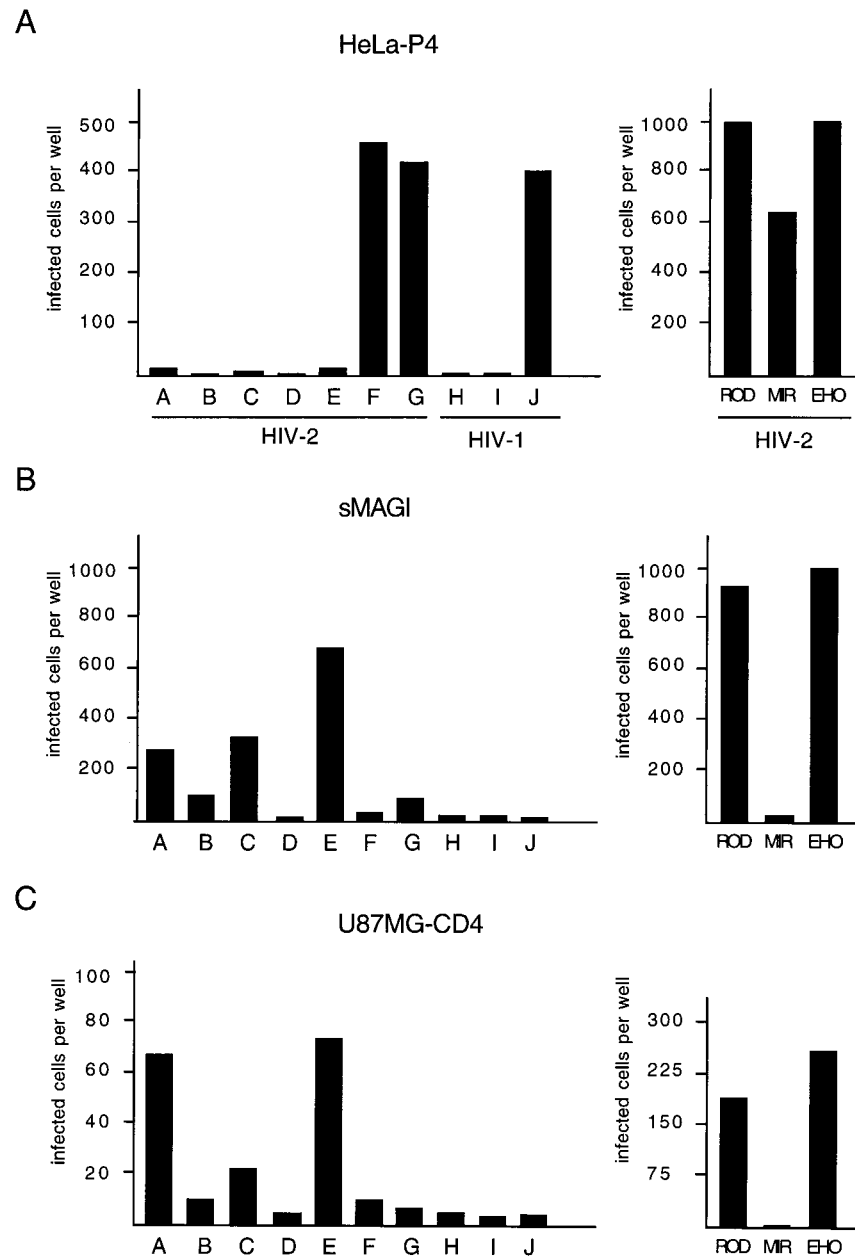 A
HeLa-P4
infected cells per well
500
400
300
200
100
A B C D E F G H I J
HIV-2 HIV-1
infected cells per well
1000
800
600
400
200
ROD MIR EHO
HIV-2
B
sMAGI
infected cells per well
1000
800
600
400
200
A B C D E F G H I J
infected cells per well
1000
800
600
400
200
ROD MIR EHO
C
U87MG-CD4
infected cells per well
100
80
60
40
20
A B C D E F G H I J
infected cells per well
300
225
150
75
ROD MIR EHO